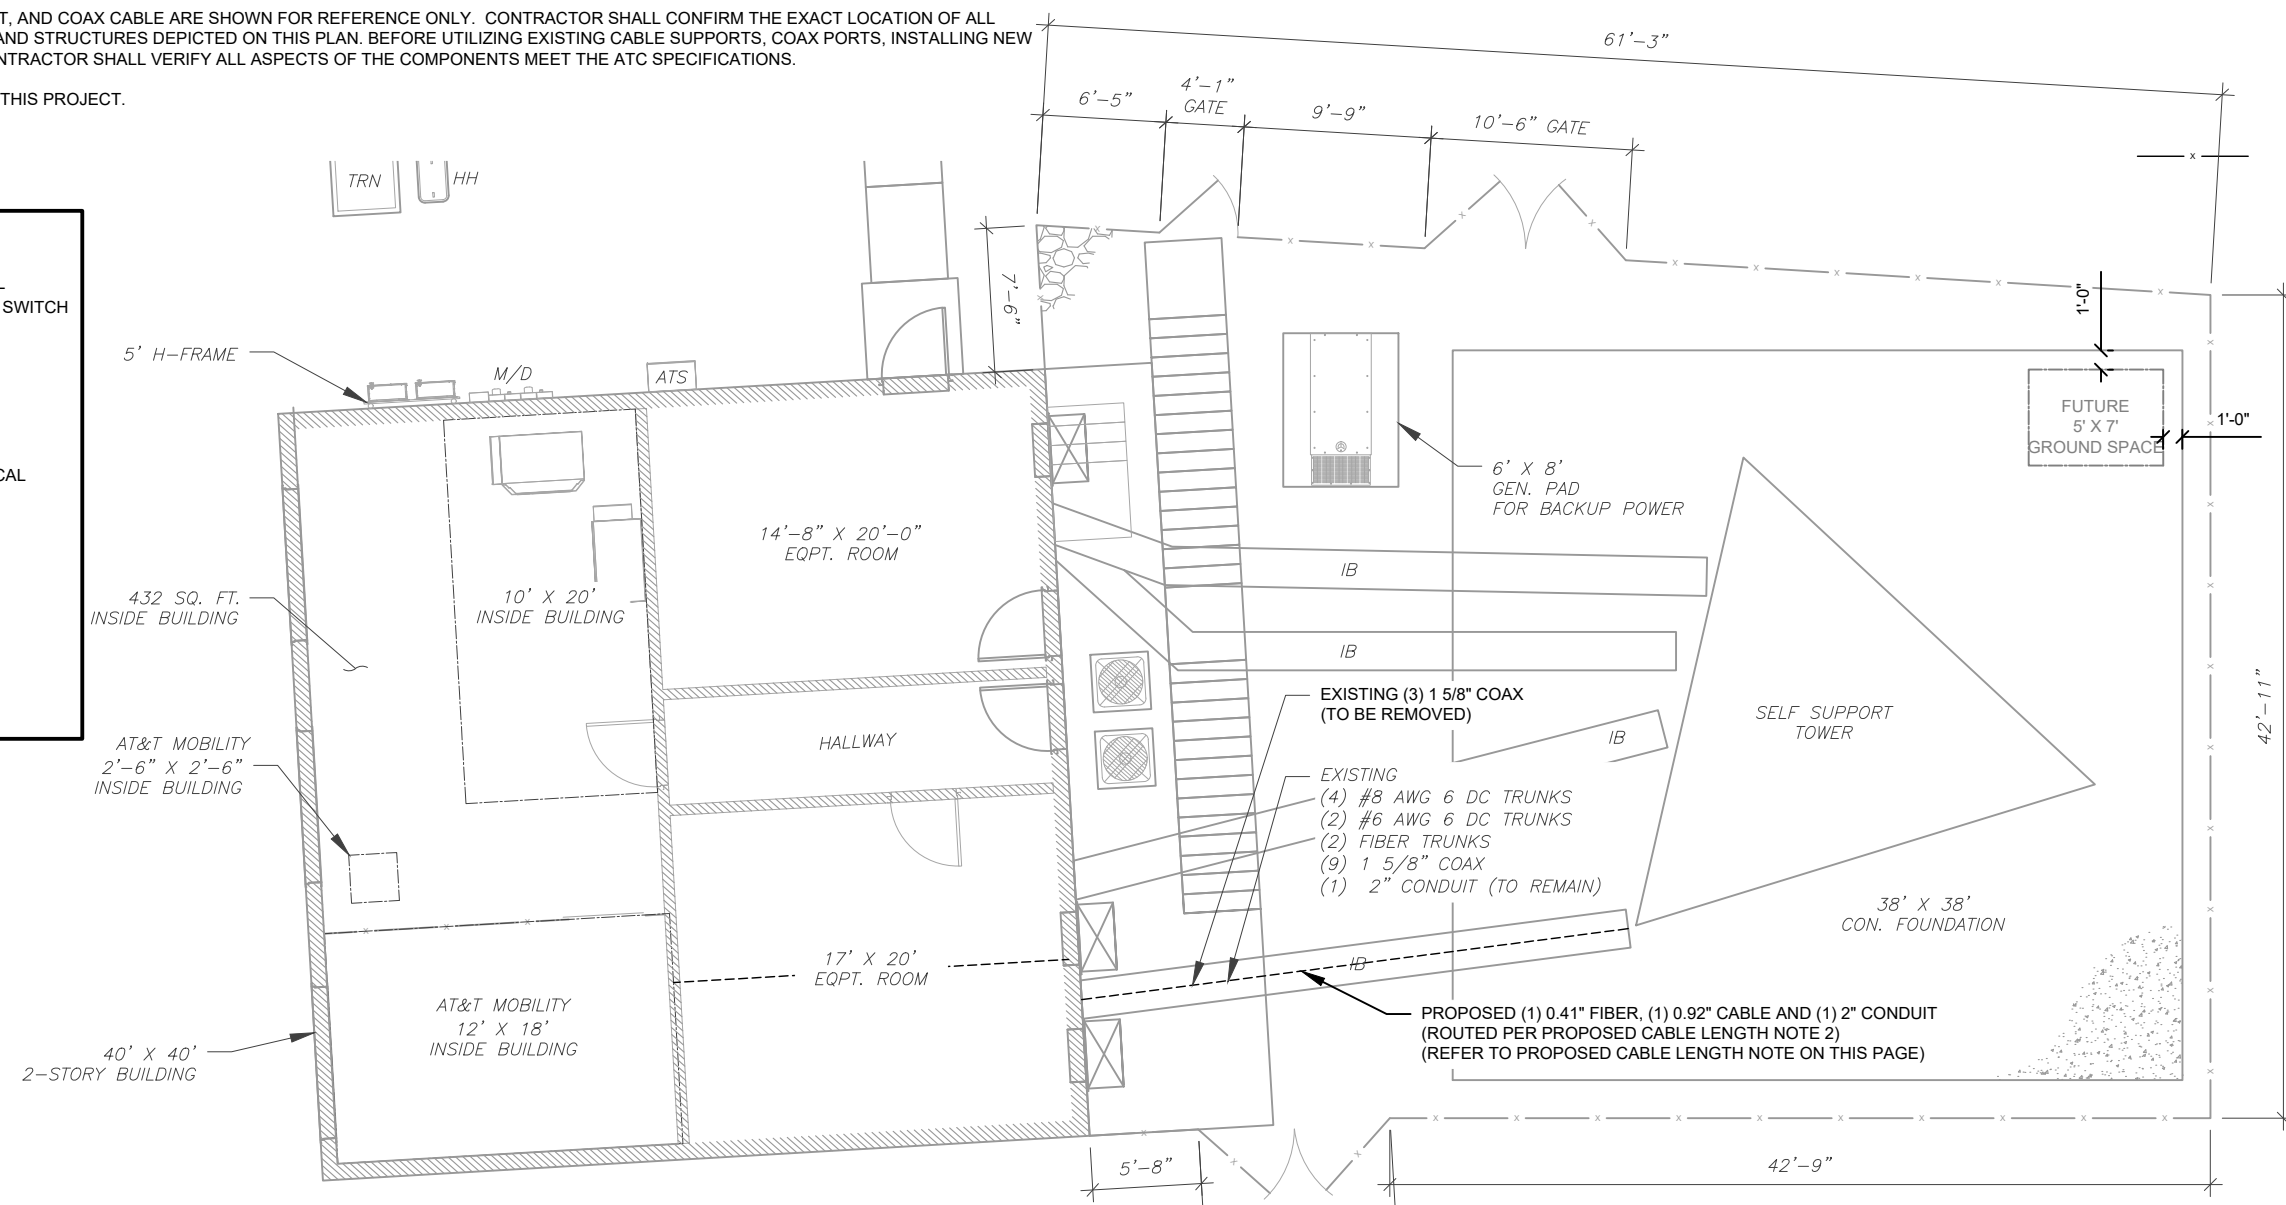 T, AND COAX CABLE ARE SHOWN FOR REFERENCE ONLY. CONTRACTOR SHALL CONFIRM THE EXACT LOCATION OF ALL
AND STRUCTURES DEPICTED ON THIS PLAN. BEFORE UTILIZING EXISTING CABLE SUPPORTS, COAX PORTS, INSTALLING NEW
NTRACTOR SHALL VERIFY ALL ASPECTS OF THE COMPONENTS MEET THE ATC SPECIFICATIONS.
THIS PROJECT.
61'-3"
6'-5"
4'-1"
GATE
9'-9"
10'-6" GATE
TRN
HH
SWITCH
CAL
7'-6"
1'-0"
5' H-FRAME
M/D
ATS
FUTURE
5' X 7'
GROUND SPACE
1'-0"
6' X 8'
GEN. PAD
FOR BACKUP POWER
14'-8" X 20'-0"
EQPT. ROOM
IB
432 SQ. FT.
INSIDE BUILDING
10' X 20'
INSIDE BUILDING
IB
EXISTING (3) 1 5/8" COAX
(TO BE REMOVED)
SELF SUPPORT
TOWER
42'-11"
HALLWAY
IB
AT&T MOBILITY
2'-6" X 2'-6"
INSIDE BUILDING
EXISTING
(4) #8 AWG 6 DC TRUNKS
(2) #6 AWG 6 DC TRUNKS
(2) FIBER TRUNKS
(9) 1 5/8" COAX
(1) 2" CONDUIT (TO REMAIN)
38' X 38'
CON. FOUNDATION
17' X 20'
EQPT. ROOM
IB
AT&T MOBILITY
12' X 18'
INSIDE BUILDING
PROPOSED (1) 0.41" FIBER, (1) 0.92" CABLE AND (1) 2" CONDUIT
(ROUTED PER PROPOSED CABLE LENGTH NOTE 2)
(REFER TO PROPOSED CABLE LENGTH NOTE ON THIS PAGE)
40' X 40'
2-STORY BUILDING
5'-8"
42'-9"